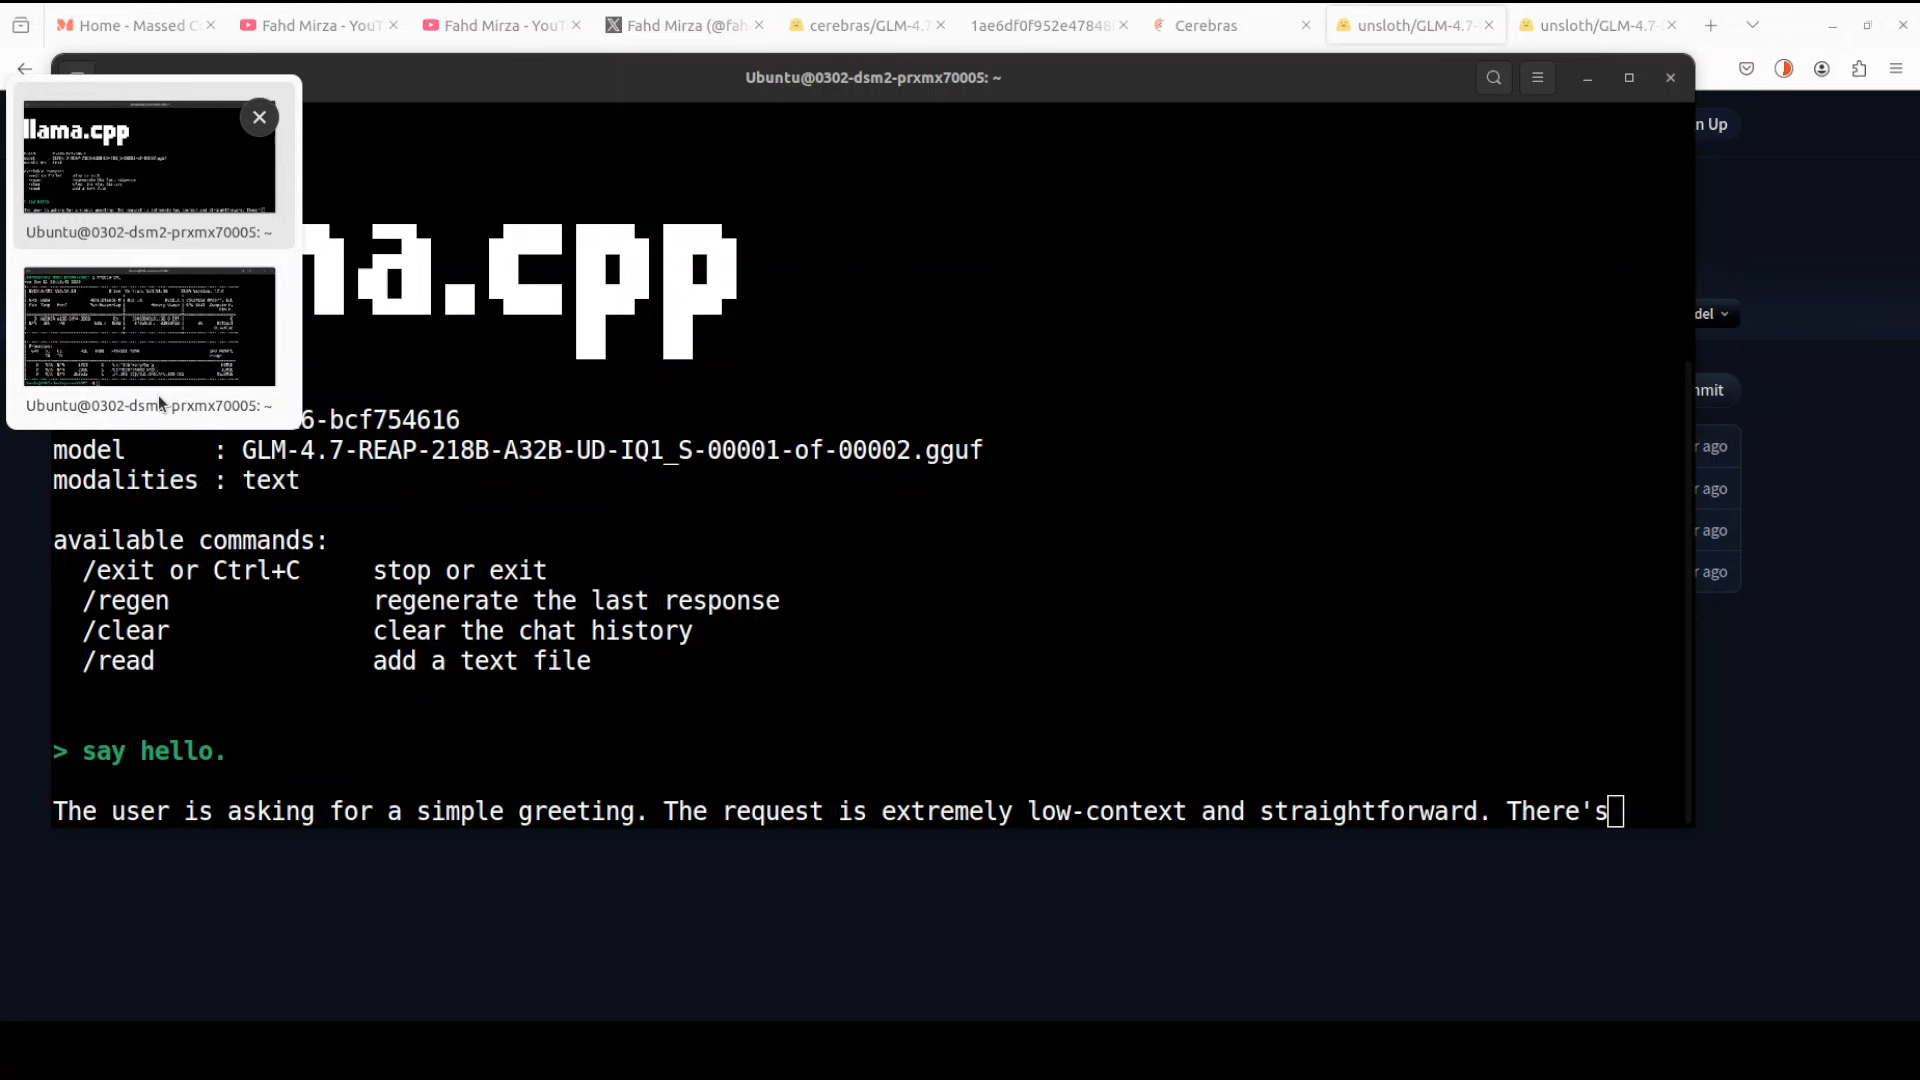 Home - Massed C
Fahd Mirza - YouT
Fahd Mirza - YouT
Fahd Mirza (@fah
cerebras/GLM-4.7
1ae6df0f952e47848
Cerebras
unsloth/GLM-4.7-
unsloth/GLM-4.7-
Ubuntu@0302-dsm2-prxmx70005: ~
n Up
llama.cpp
Ubuntu@0302-dsm2-prxmx70005: ~
ma.cpp
del
mmit
Ubuntu@0302-dsm2-prxmx70005: ~
6-bcf754616
model : GLM-4.7-REAP-218B-A32B-UD-IQ1_S-00001-of-00002.gguf
r ago
modalities : text
r ago
available commands:
r ago
/exit or Ctrl+C stop or exit
r ago
/regen regenerate the last response
/clear clear the chat history
/read add a text file
> say hello.
The user is asking for a simple greeting. The request is extremely low-context and straightforward. There's